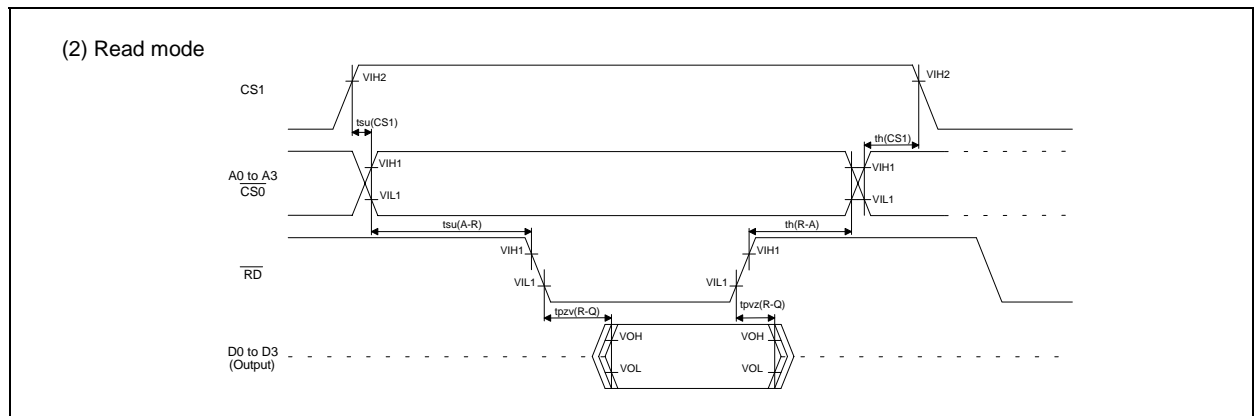 (2) Read mode
CS1
VIH2
VIH2
tsu(CS1)
th(CS1)
A0 to A3
CS0
VIH1
VIL1
VIH1
VIL1
tsu(A-R)
th(R-A)
RD
VIH1
VIL1
VIH1
VIL1
tpzv(R-Q)
tpvz(R-Q)
D0 to D3
(Output)
VOH
VOL
VOH
VOL